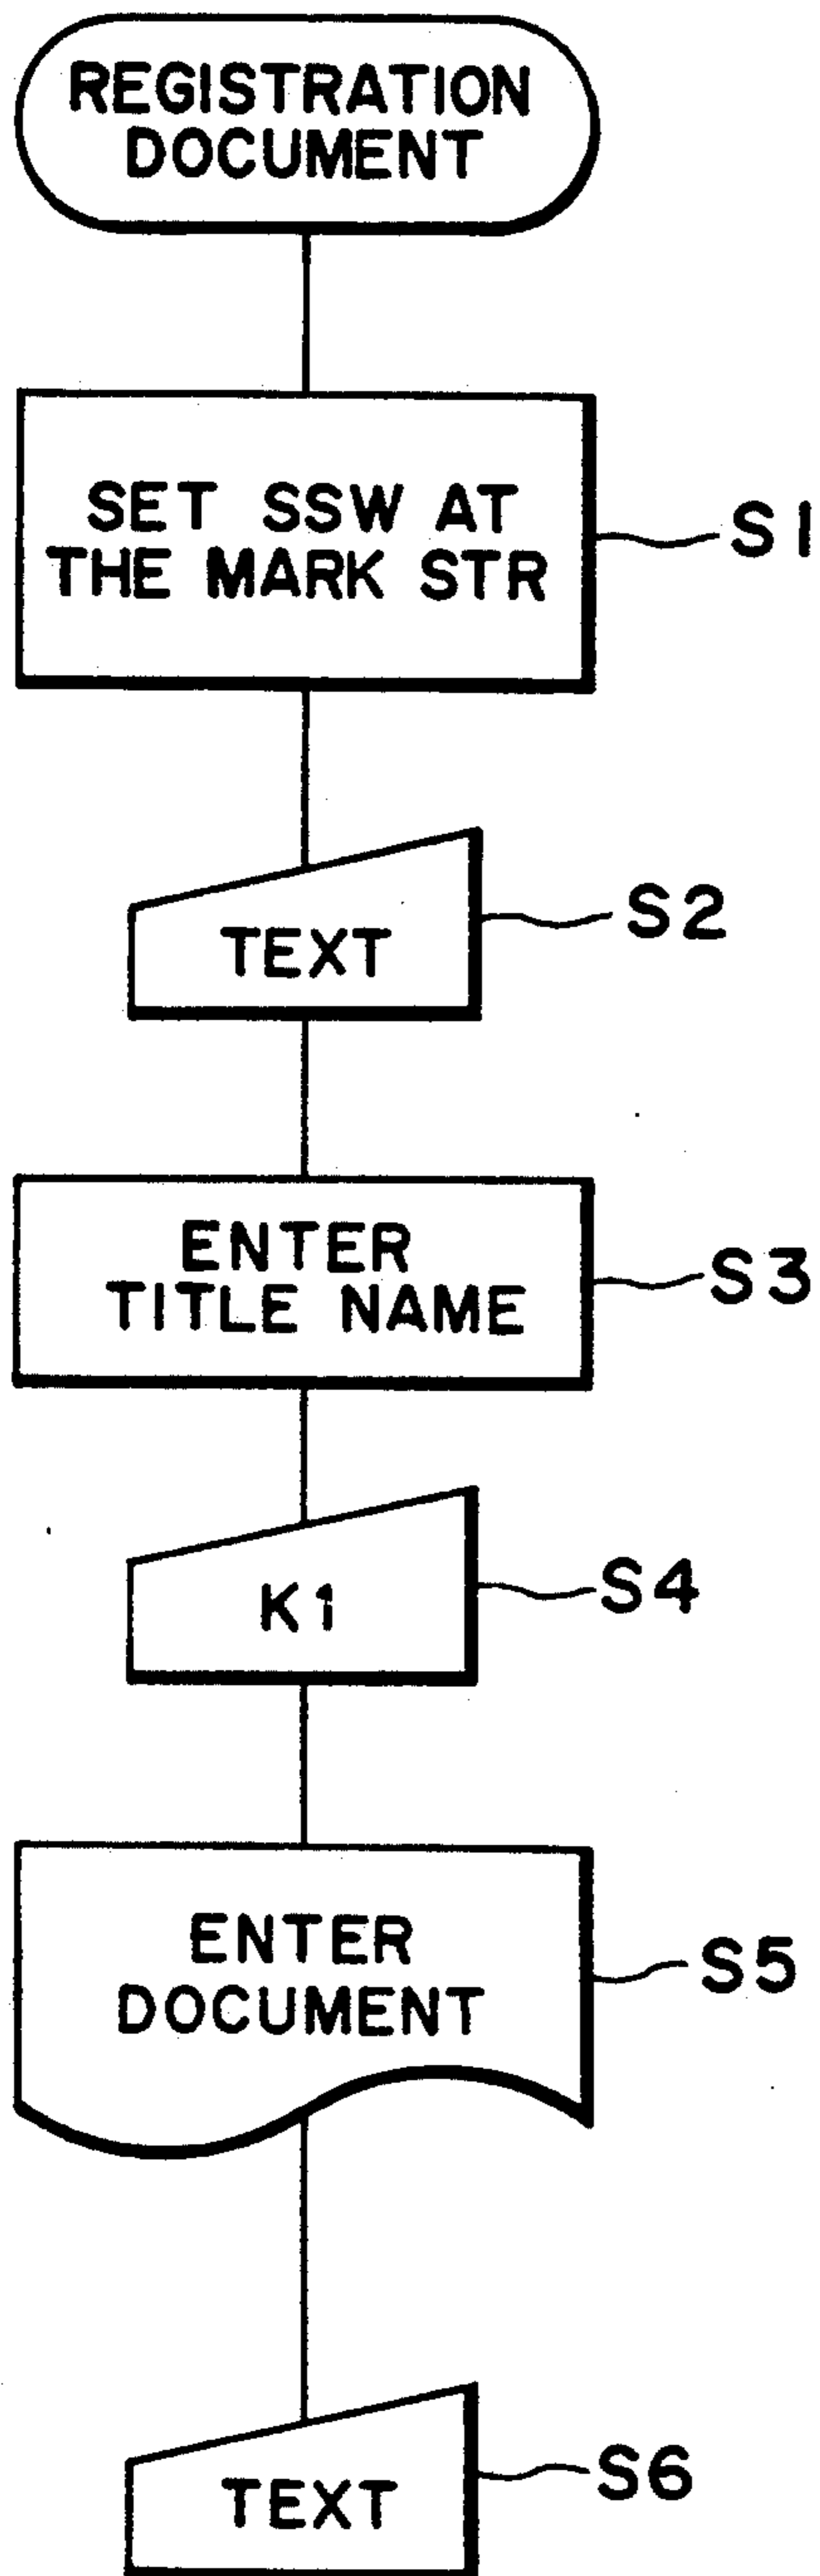 REGISTRATION
DOCUMENT
SET SSW AT
THE MARK STR
S1
TEXT
S2
ENTER
TITLE NAME
S3
K1
S4
ENTER
DOCUMENT
S5
TEXT
S6